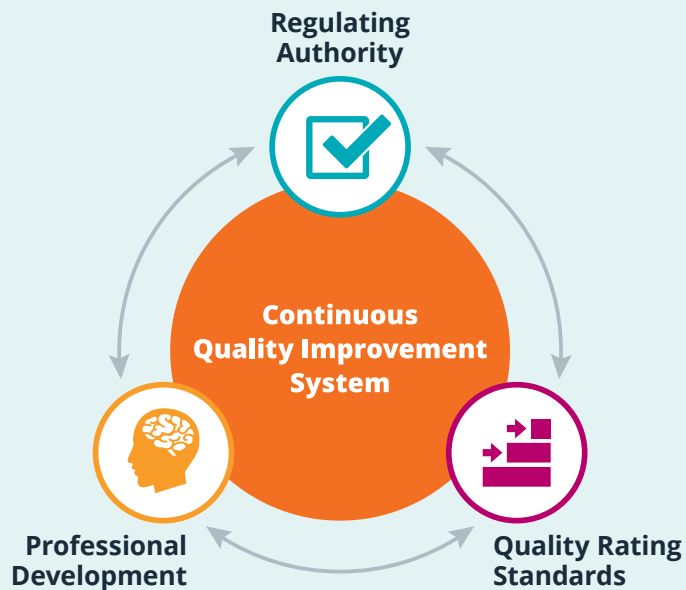 Regulating
Authority
Continuous
Quality Improvement
System
Professional
Development
Quality Rating
Standards